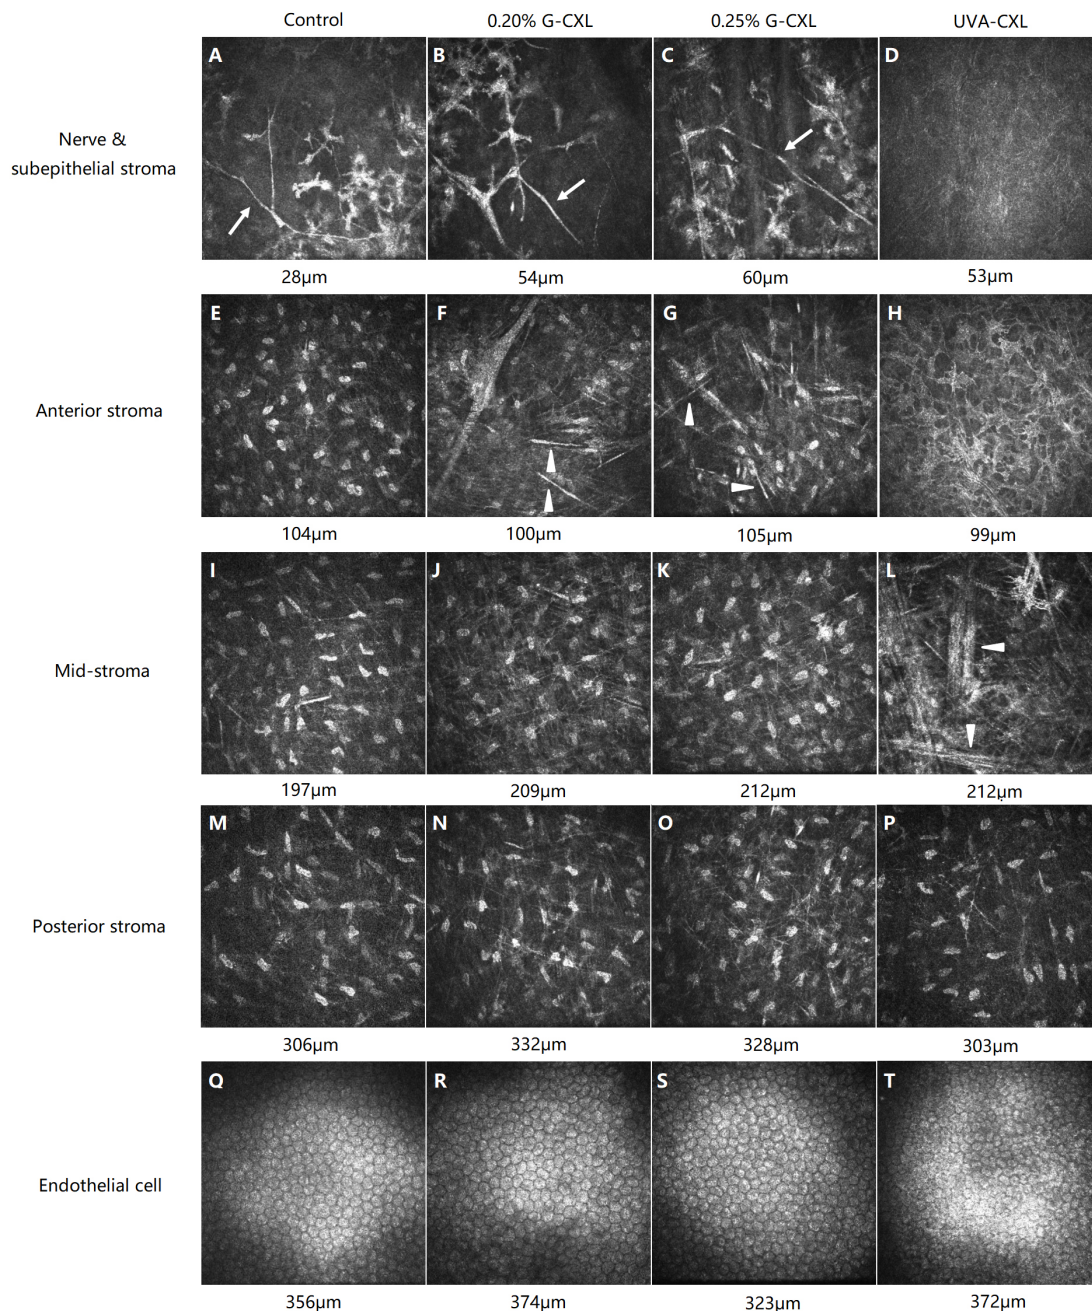 Control 0.20% G-CXL 0.25% G-CXL UVA-CXL
A B C D
Nerve &
subepithelial stroma
28μm 54μm 60μm 53μm
E F G H
Anterior stroma
104μm 100μm 105μm 99μm
I J K L
Mid-stroma
197μm 209μm 212μm 212μm
M N O P
Posterior stroma
306μm 332μm 328μm 303μm
Q R S T
Endothelial cell
356μm 374μm 323μm 372μm